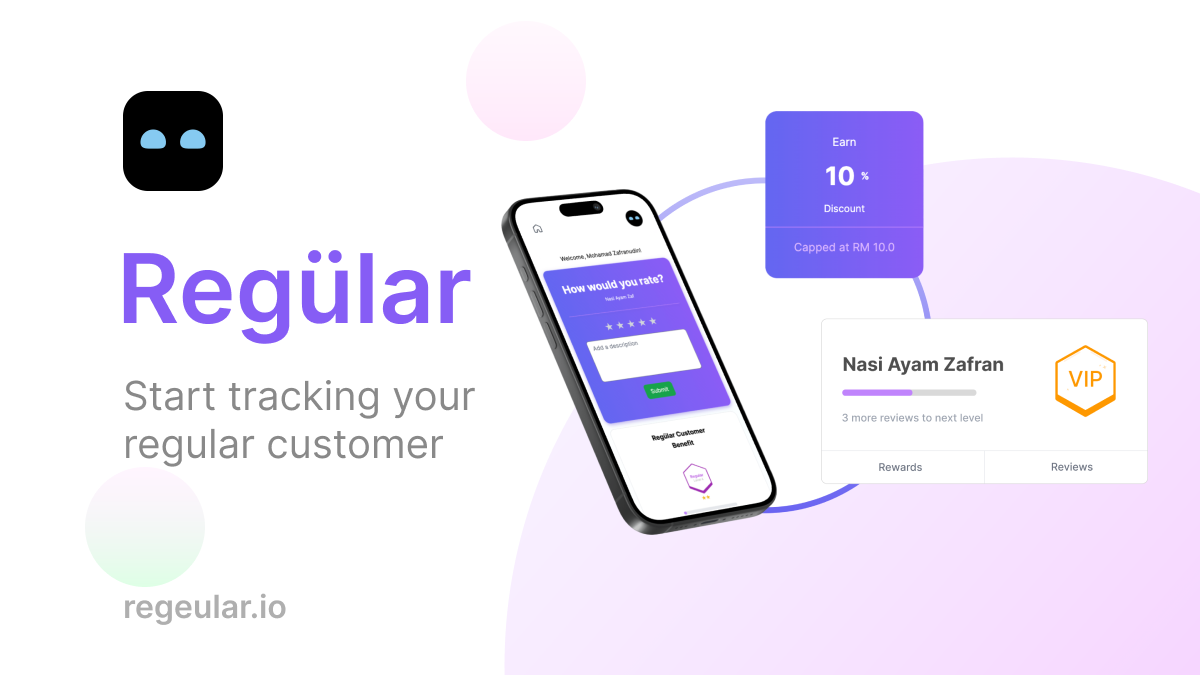 Regülar
Start tracking your
regular customer
regeular.io
Welcome, Mohamad Zafranudin!
How would you rate?
Nasi Ayam Zaf
Add a description
Submit
Regülar Customer
Benefit
Regular
Earn
10 %
Discount
Capped at RM 10.0
Nasi Ayam Zafran
VIP
3 more reviews to next level
Rewards
Reviews